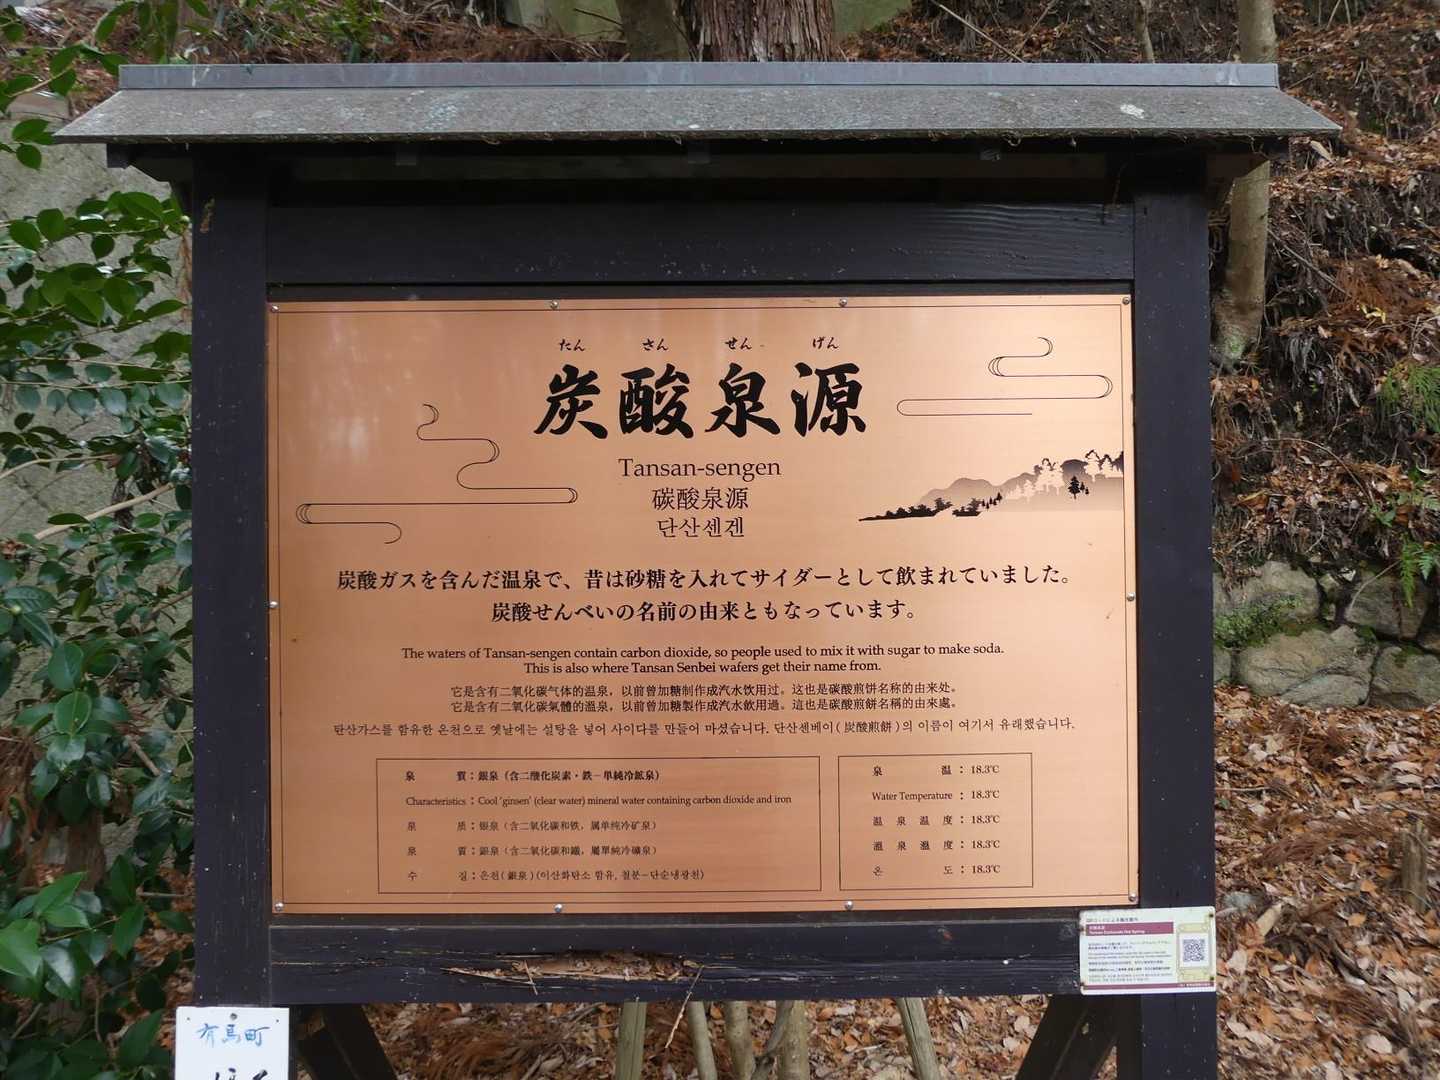 たん さん せん げん
炭酸泉源
Tansan-sengen
碳酸泉源
단산센겐
炭酸ガスを含んだ温泉で、昔は砂糖を入れてサイダーとして飲まれていました。
炭酸せんべいの名前の由来ともなっています。
The waters of Tansan-sengen contain carbon dioxide, so people used to mix it with sugar to make soda.
This is also where Tansan Senbei wafers get their name from.
它是含有二氧化碳气体的温泉，以前曾加糖制作成汽水饮用过。这也是碳酸煎饼名称的由来处。
它是含有二氧化碳氣體的溫泉，以前曾加糖製作成汽水飲用過。這也是碳酸煎餅名稱的由來處。
탄산가스를 함유한 온천으로 옛날에는 설탕을 넣어 사이다를 만들어 마셨습니다. 단산센베이(炭酸煎餅)의 이름이 여기서 유래했습니다.
泉質：銀泉（含二酸化炭素・鉄－単純冷鉱泉）
Characteristics : Cool 'ginsen' (clear water) mineral water containing carbon dioxide and iron
泉质：银泉（含二氧化碳和铁，属单纯冷矿泉）
泉質：銀泉（含二氧化碳和鐵，屬單純冷礦泉）
수질：은천(銀泉)(이산화탄소 함유, 철분－단순냉광천)
泉温：18.3℃
Water Temperature : 18.3℃
温泉温度：18.3℃
溫泉溫度：18.3℃
온도：18.3℃
有馬町